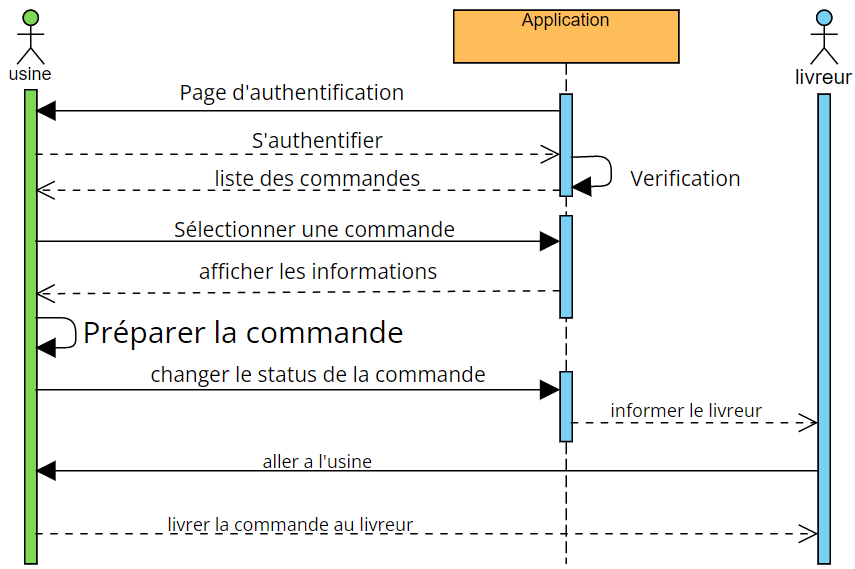 Application
usine
livreur
Page d'authentification
S'authentifier
liste des commandes
Verification
Sélectionner une commande
afficher les informations
Préparer la commande
changer le status de la commande
informer le livreur
aller a l'usine
livrer la commande au livreur